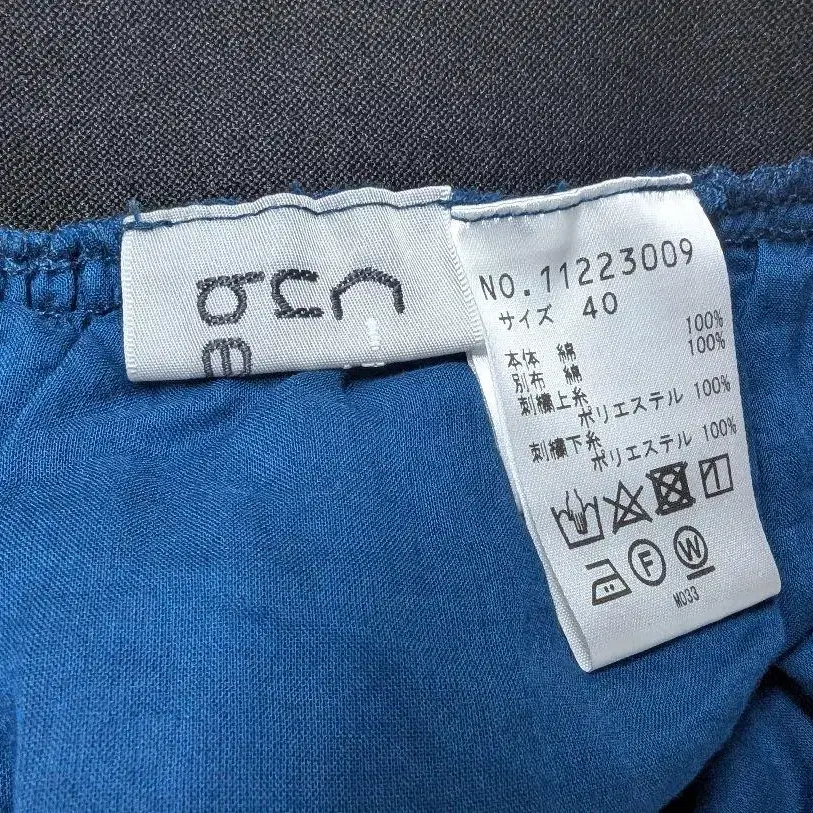 NO.11223009
サイズ 40
本体 綿 100%
別布 綿 100%
刺繍上糸
ポリエステル 100%
刺繍下糸
ポリエステル 100%
F
W
M033